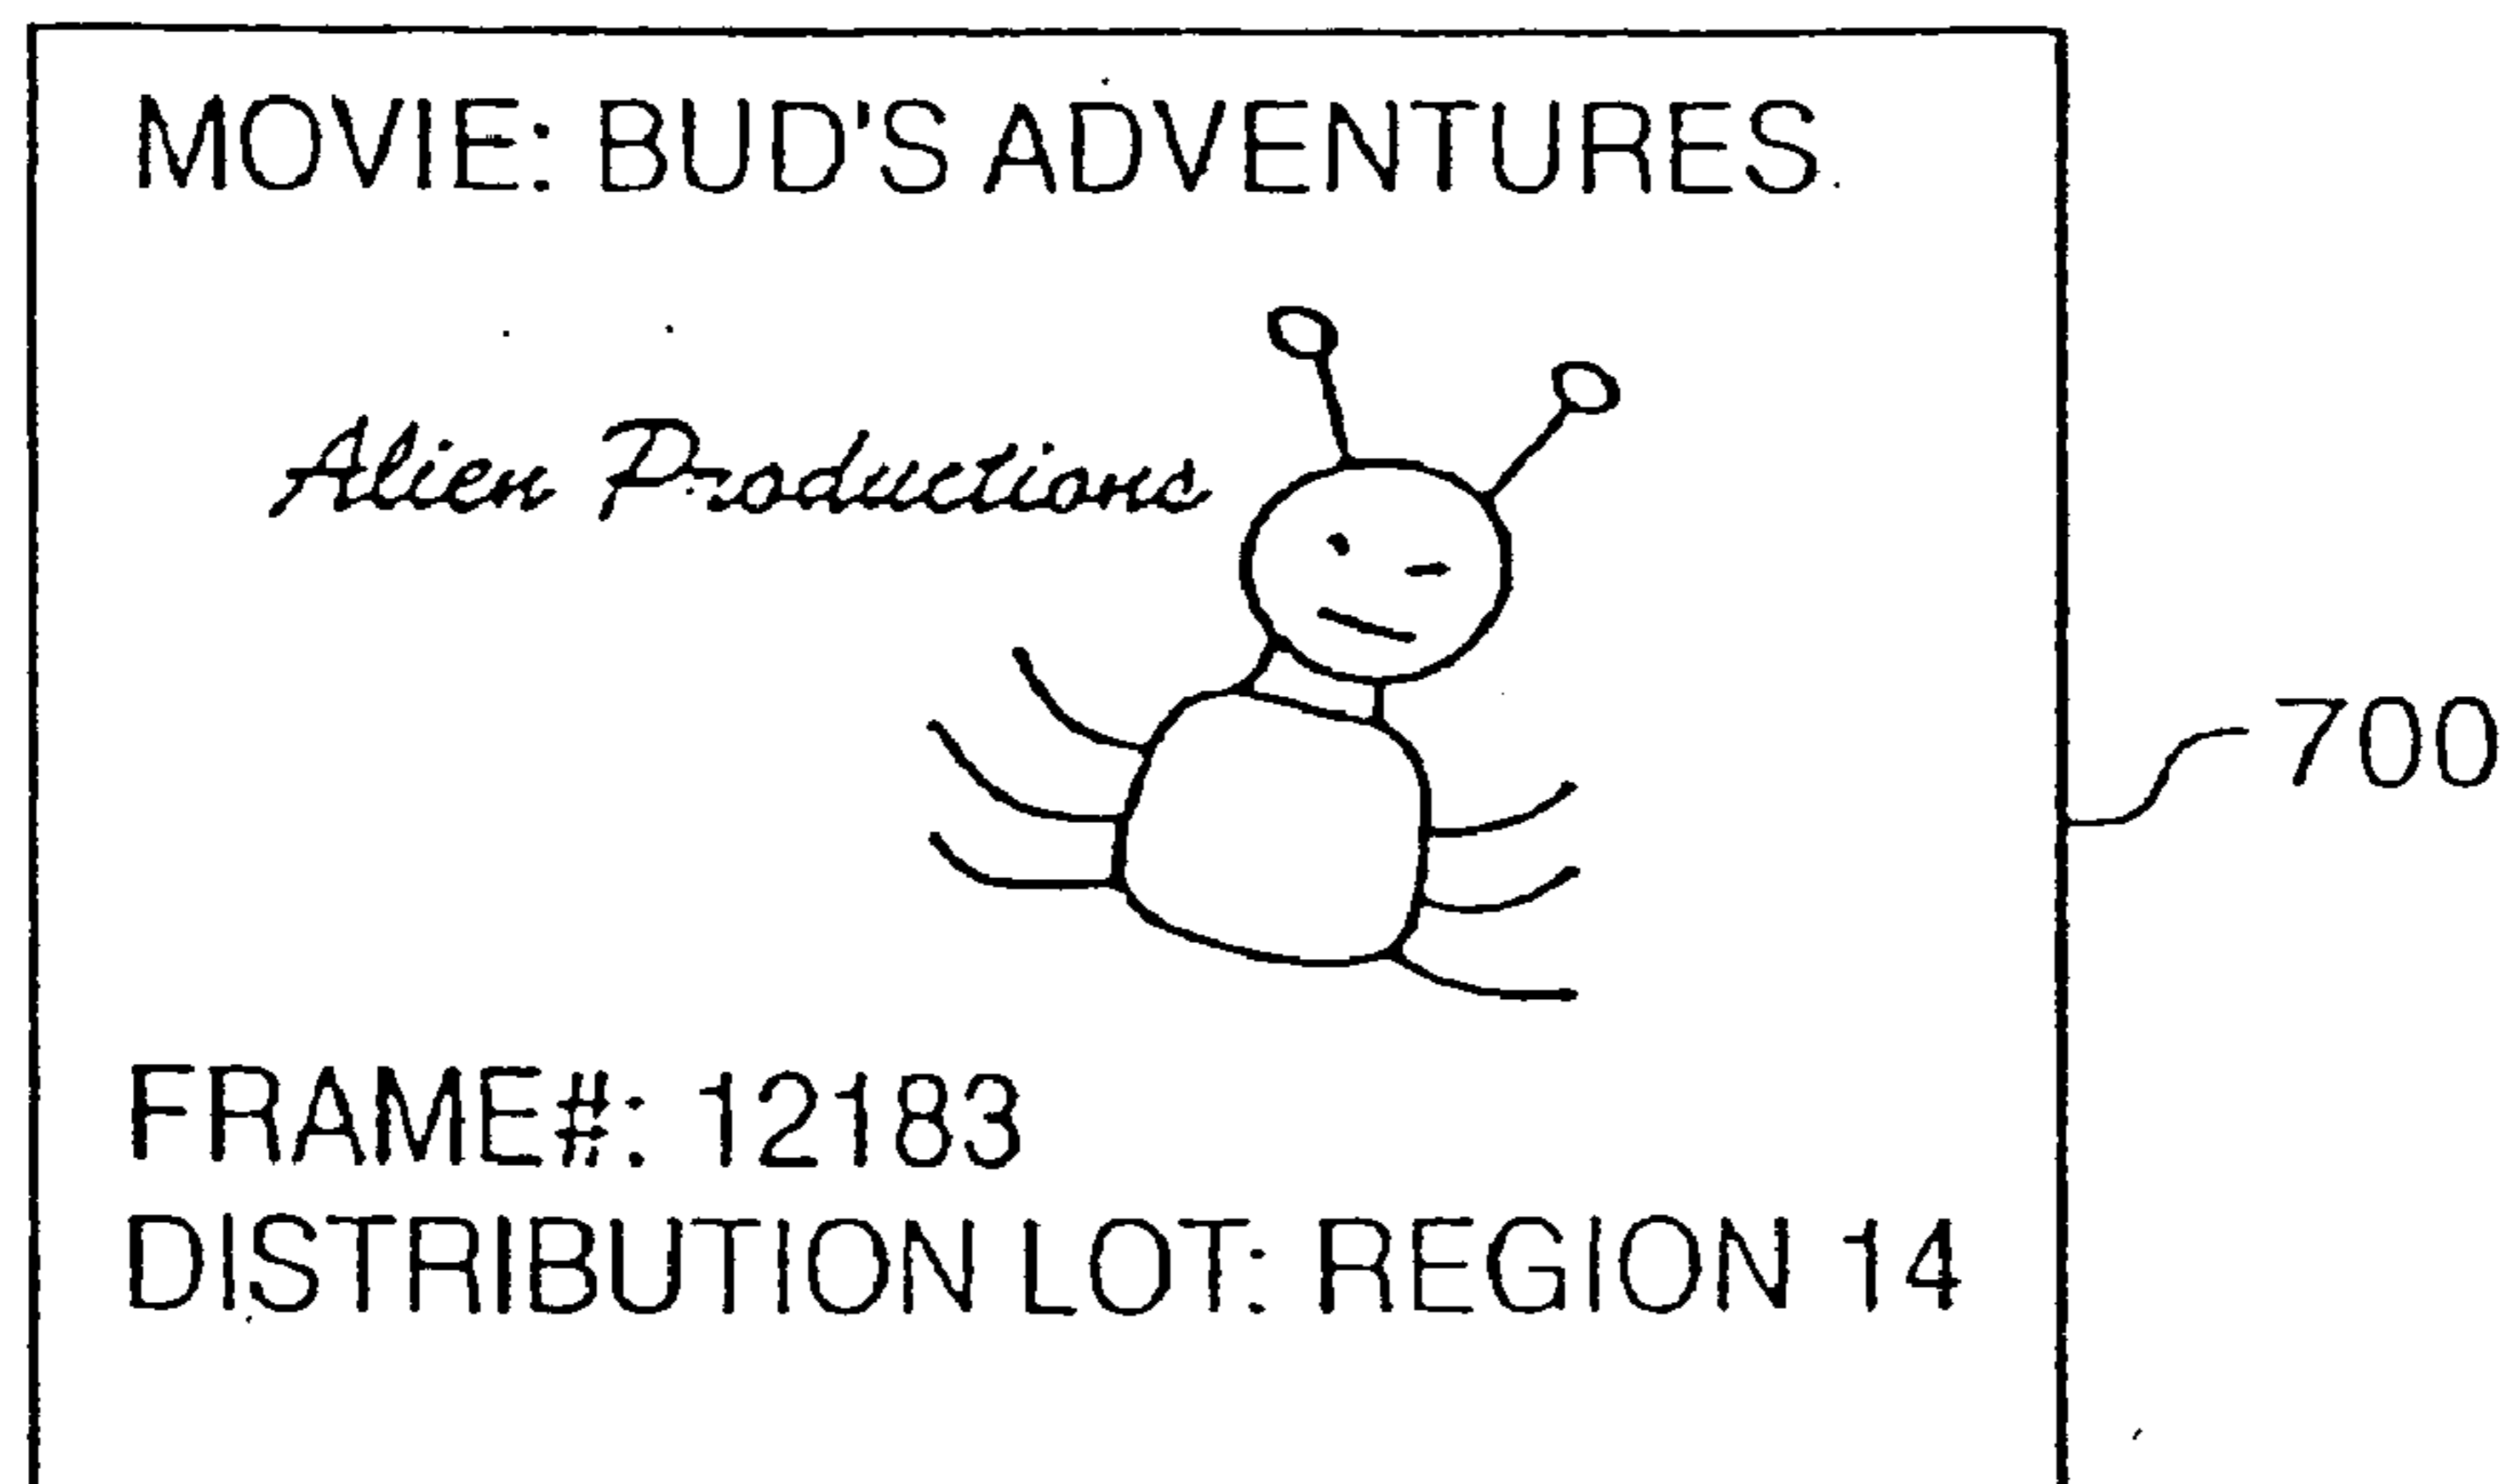 MOVIE: BUD'S ADVENTURES
Alien Productions
700
FRAME#: 12183
DISTRIBUTION LOT: REGION 14